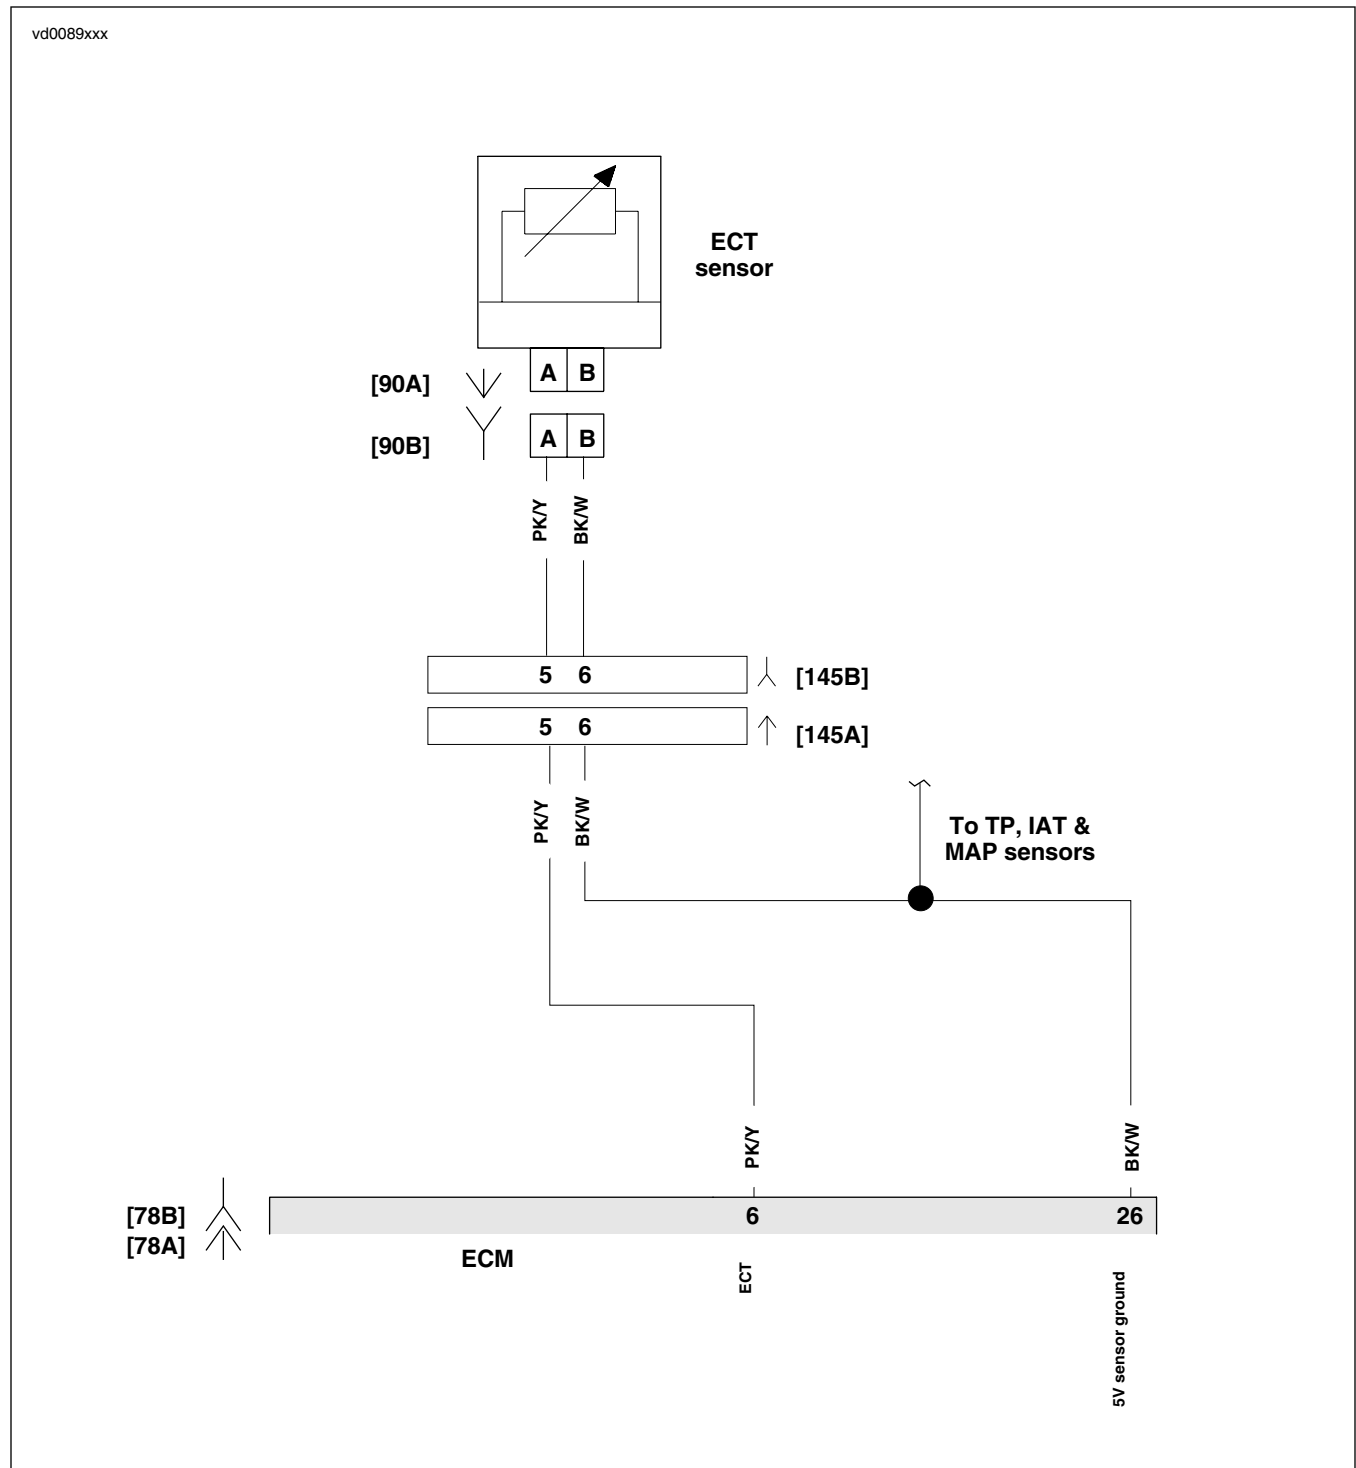 vd0089xxx
ECT
sensor
[90A]
A B
[90B]
A B
PK/Y
BK/W
5 6
[145B]
5 6
[145A]
PK/Y
BK/W
To TP, IAT &
MAP sensors
PK/Y
BK/W
[78B]
6
26
[78A]
ECM
ECT
5V sensor ground